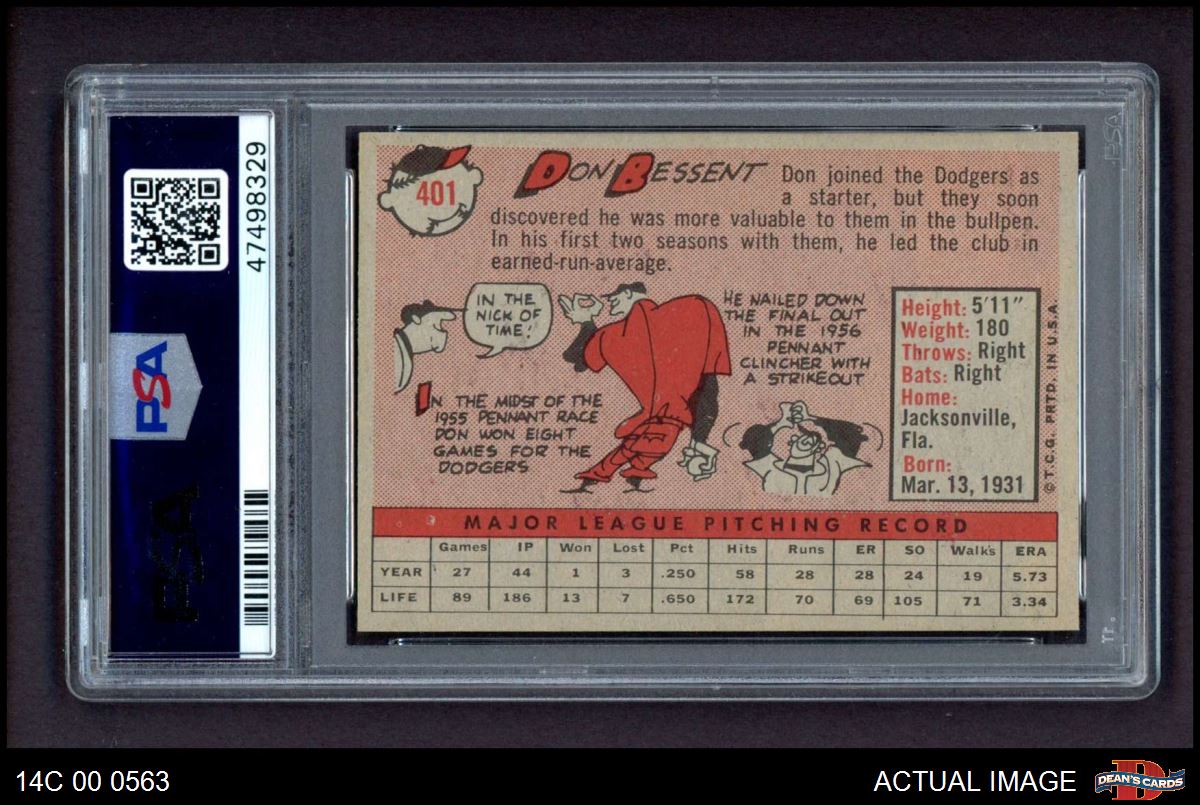 47498329
PSA
PSA
401
DON BESSENT
Don joined the Dodgers as
a starter, but they soon
discovered he was more valuable to them in the bullpen.
In his first two seasons with them, he led the club in
earned-run-average.
IN THE
NICK OF
TIME!
IN THE MIDST OF THE
1955 PENNANT RACE
DON WON EIGHT
GAMES FOR THE
DODGERS
HE NAILED DOWN
THE FINAL OUT
IN THE 1956
PENNANT
CLINCHER WITH
A STRIKEOUT
Height: 5'11"
Weight: 180
Throws: Right
Bats: Right
Home:
Jacksonville,
Fla.
Born:
Mar. 13, 1931
© T.C.G. PRTD. IN U.S.A
MAJOR LEAGUE PITCHING RECORD
Games IP Won Lost Pct Hits Runs ER SO Walks ERA
YEAR 27 44 1 3 .250 58 28 28 24 19 5.73
LIFE 89 186 13 7 .650 172 70 69 105 71 3.34
PSA
14C 00 0563
ACTUAL IMAGE
DEAN'S CARDS